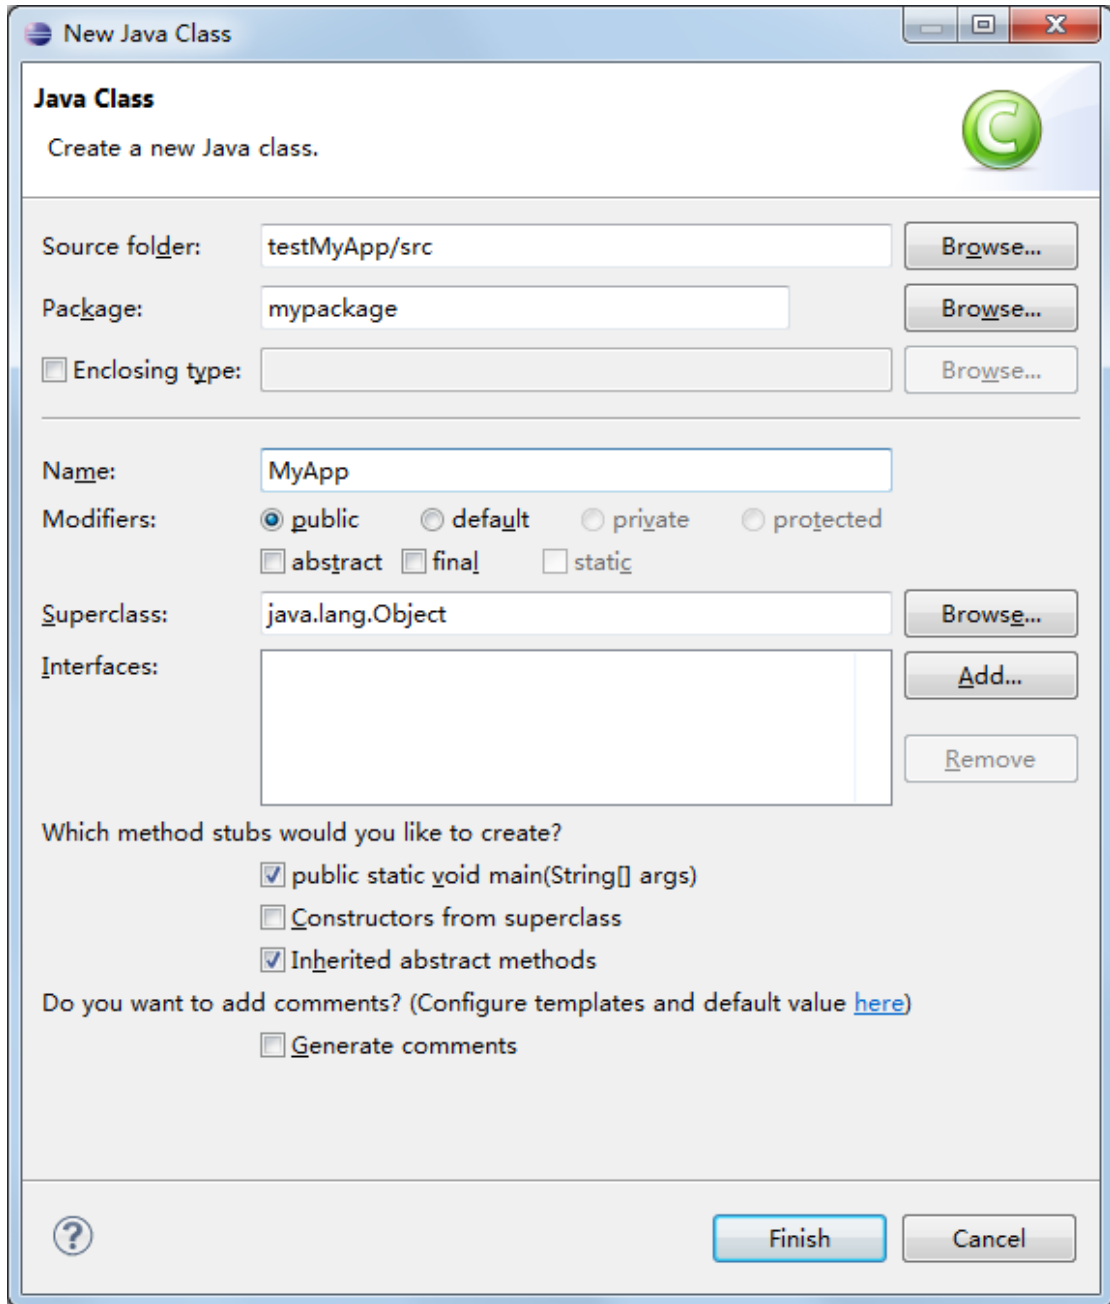 New Java Class
Java Class
Create a new Java class.
C
Source folder: testMyApp/src Browse...
Package: mypackage Browse...
Enclosing type: Browse...
Name: MyApp
Modifiers: public default private protected
abstract final static
Superclass: java.lang.Object Browse...
Interfaces: Add...
Remove
Which method stubs would you like to create?
public static void main(String[] args)
Constructors from superclass
Inherited abstract methods
Do you want to add comments? (Configure templates and default value here)
Generate comments
? Finish Cancel